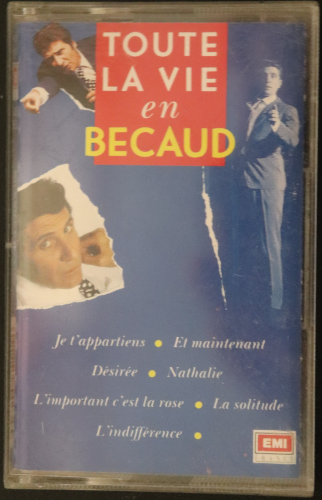 TOUTE
LA VIE
en
BECAUD
Je t'appartiens • Et maintenant
Désirée • Nathalie
L'important c'est la rose • La solitude
L'indifférence •
EMI
FRANCE